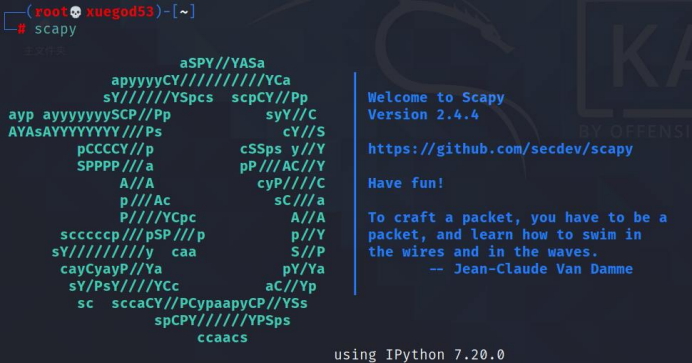 (root💀xuegod53)-[~]
# scapy
aSPY//YASa
apyyyyCY//////////YCa
sY//////YSpcs scpCY//Pp
ayp ayyyyyyySCP//Pp syY//C
AYAsAYYYYYYYY///Ps cY//S
pCCCCY//p cSSps y//Y
SPPPP///a pP///AC//Y
A//A cyP////C
p///Ac sC///a
P////YCpc A//A
scccccp///pSP///p p//Y
sY/////////y caa S//P
cayCyayP//Ya pY/Ya
sY/PsY////YCc aC//Yp
sc sccaCY//PCypaapyCP//YSs
spCPY//////YPSps
ccaacs
Welcome to Scapy
Version 2.4.4
https://github.com/secdev/scapy
Have fun!
To craft a packet, you have to be a
packet, and learn how to swim in
the wires and in the waves.
-- Jean-Claude Van Damme
using IPython 7.20.0
KA
BY OFFENSI